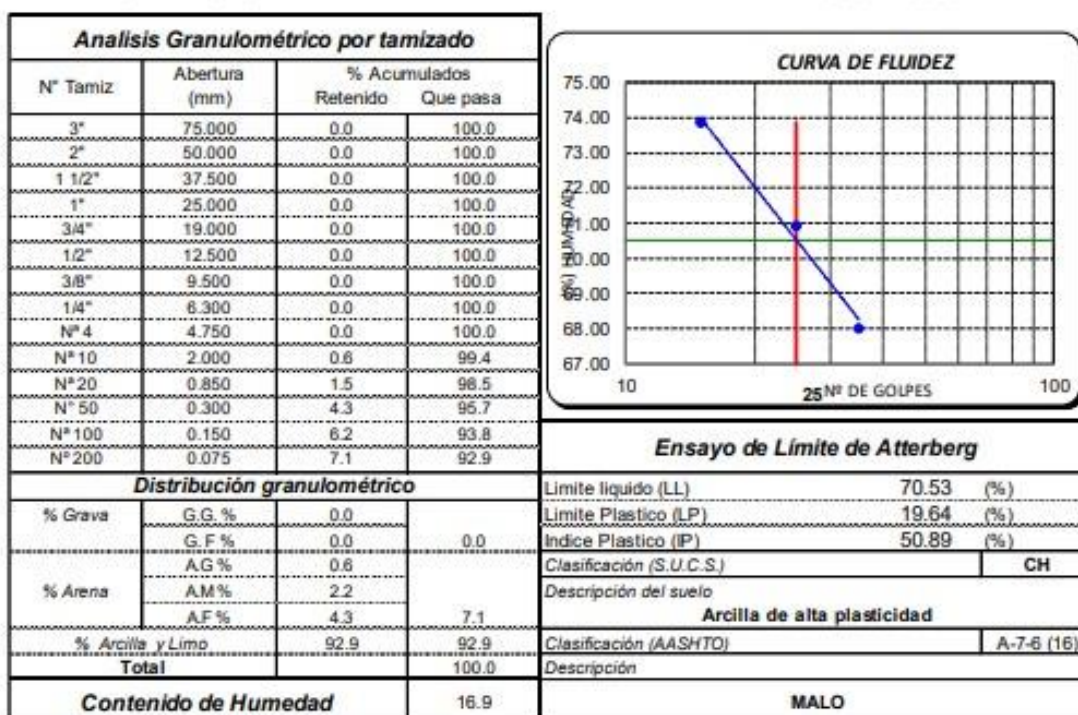 Analisis Granulométrico por tamizado
N° Tamiz Abertura (mm) % Acumulados
Retenido Que pasa
3" 75.000 0.0 100.0
2" 50.000 0.0 100.0
1 1/2" 37.500 0.0 100.0
1" 25.000 0.0 100.0
3/4" 19.000 0.0 100.0
1/2" 12.500 0.0 100.0
3/8" 9.500 0.0 100.0
1/4" 6.300 0.0 100.0
Nª 4 4.750 0.0 100.0
Nª 10 2.000 0.6 99.4
Nª 20 0.850 1.5 98.5
N° 50 0.300 4.3 95.7
Nª 100 0.150 6.2 93.8
Nº 200 0.075 7.1 92.9
Distribución granulométrico
% Grava G.G. % 0.0
G. F % 0.0 0.0
A.G % 0.6
% Arena A.M % 2.2
A.F % 4.3 7.1
% Arcilla y Limo 92.9 92.9
Total 100.0
Contenido de Humedad 16.9
CURVA DE FLUIDEZ
75.00
74.00
73.00
72.00
71.00
70.00
69.00
68.00
67.00
(%) HUMEDAD
10 25 Nº DE GOLPES 100
Ensayo de Límite de Atterberg
Limite liquido (LL) 70.53 (%)
Limite Plastico (LP) 19.64 (%)
Indice Plastico (IP) 50.89 (%)
Clasificación (S.U.C.S.) CH
Descripción del suelo
Arcilla de alta plasticidad
Clasificación (AASHTO) A-7-6 (16)
Descripción
MALO